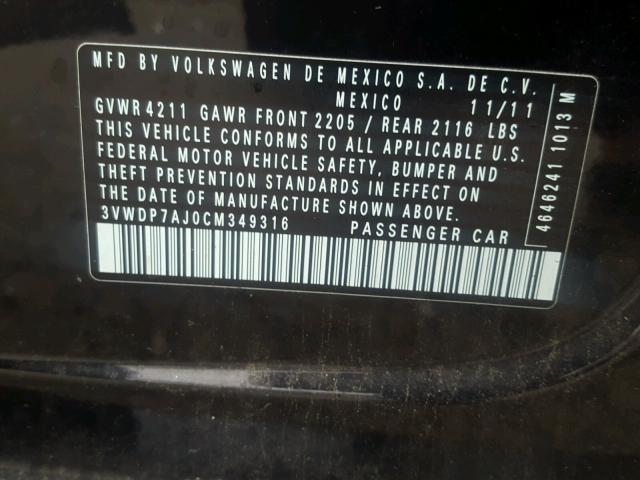 MFD BY VOLKSWAGEN DE MEXICO S.A. DE C.V.
MEXICO 11/11
GVWR 4211 GAWR FRONT 2205 / REAR 2116 LBS
THIS VEHICLE CONFORMS TO ALL APPLICABLE U.S.
FEDERAL MOTOR VEHICLE SAFETY, BUMPER AND
THEFT PREVENTION STANDARDS IN EFFECT ON
THE DATE OF MANUFACTURE SHOWN ABOVE.
3VWDP7AJ0CM349316 PASSENGER CAR
4646241 1013 M